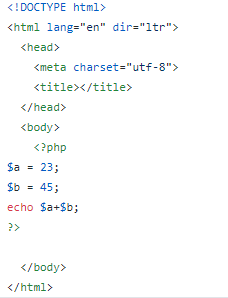 <!DOCTYPE html>
<html lang="en" dir="ltr">
<head>
<meta charset="utf-8">
<title></title>
</head>
<body>
<?php
$a = 23;
$b = 45;
echo $a+$b;
?>
</body>
</html>